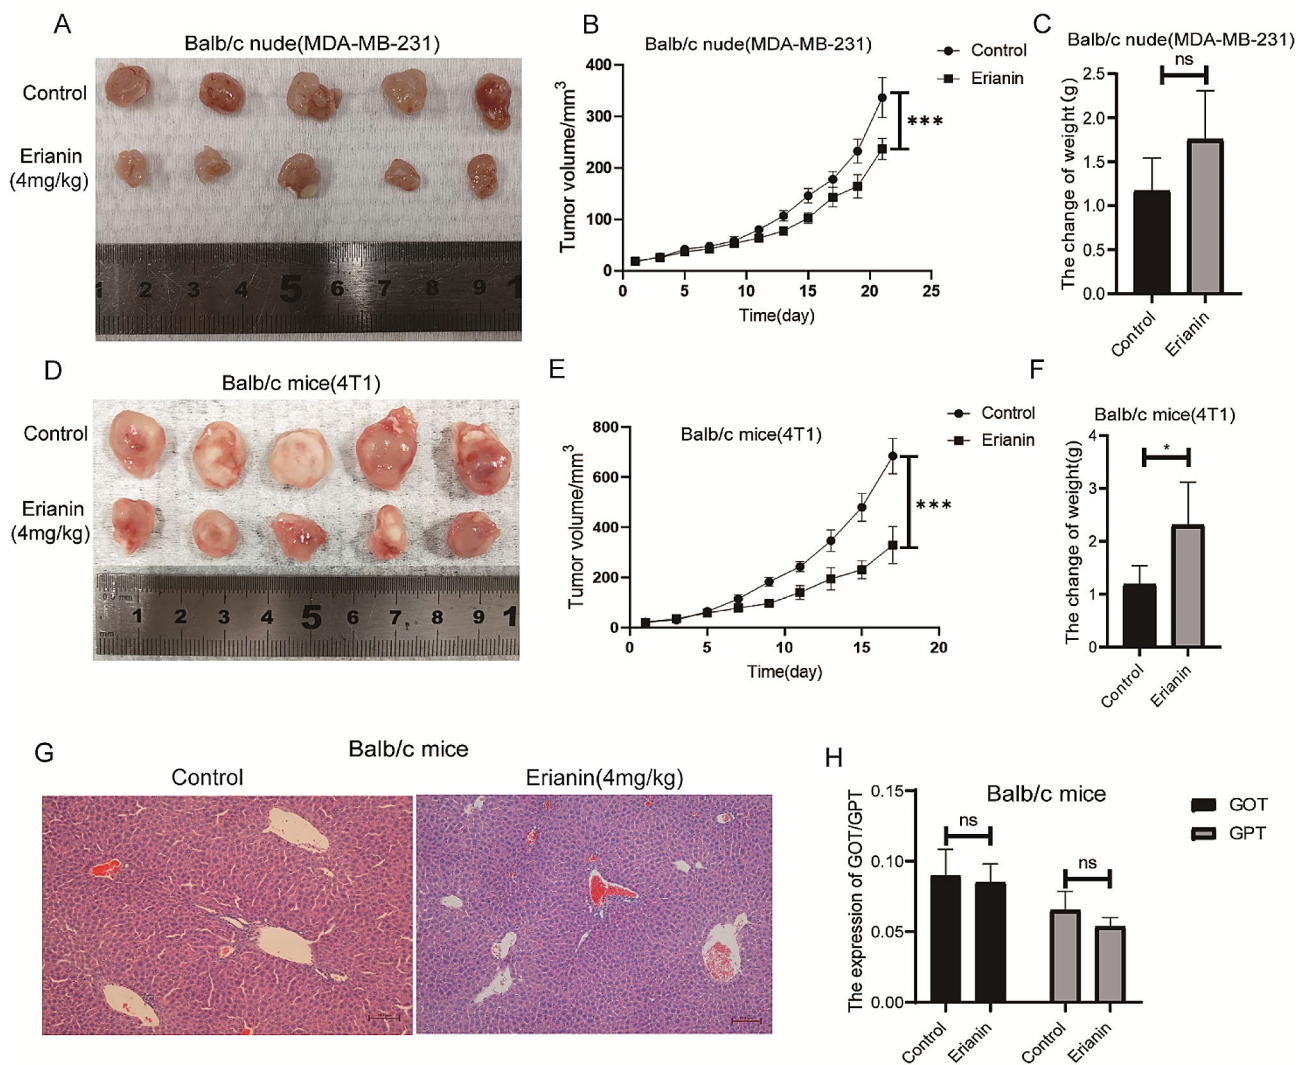 A
Balb/c nude(MDA-MB-231)
Control
Erianin
(4mg/kg)
1 2 3 4 5 6 7 8 9 1
B
Balb/c nude(MDA-MB-231)
Control
Erianin
Tumor volume/mm³
400
300
200
100
0
0 5 10 15 20 25
Time(day)
***
C
Balb/c nude(MDA-MB-231)
ns
The change of weight (g)
2.5
2.0
1.5
1.0
0.5
0.0
Control
Erianin
D
Balb/c mice(4T1)
Control
Erianin
(4mg/kg)
1 2 3 4 5 6 7 8 9 1
mm
E
Balb/c mice(4T1)
Control
Erianin
Tumor volume/mm³
800
600
400
200
0
0 5 10 15 20
Time(day)
***
F
Balb/c mice(4T1)
*
The change of weight(g)
4
3
2
1
0
Control
Erianin
G
Balb/c mice
Control
Erianin(4mg/kg)
H
Balb/c mice
GOT
GPT
The expression of GOT/GPT
0.15
0.10
0.05
0.00
ns
ns
Control
Erianin
Control
Erianin